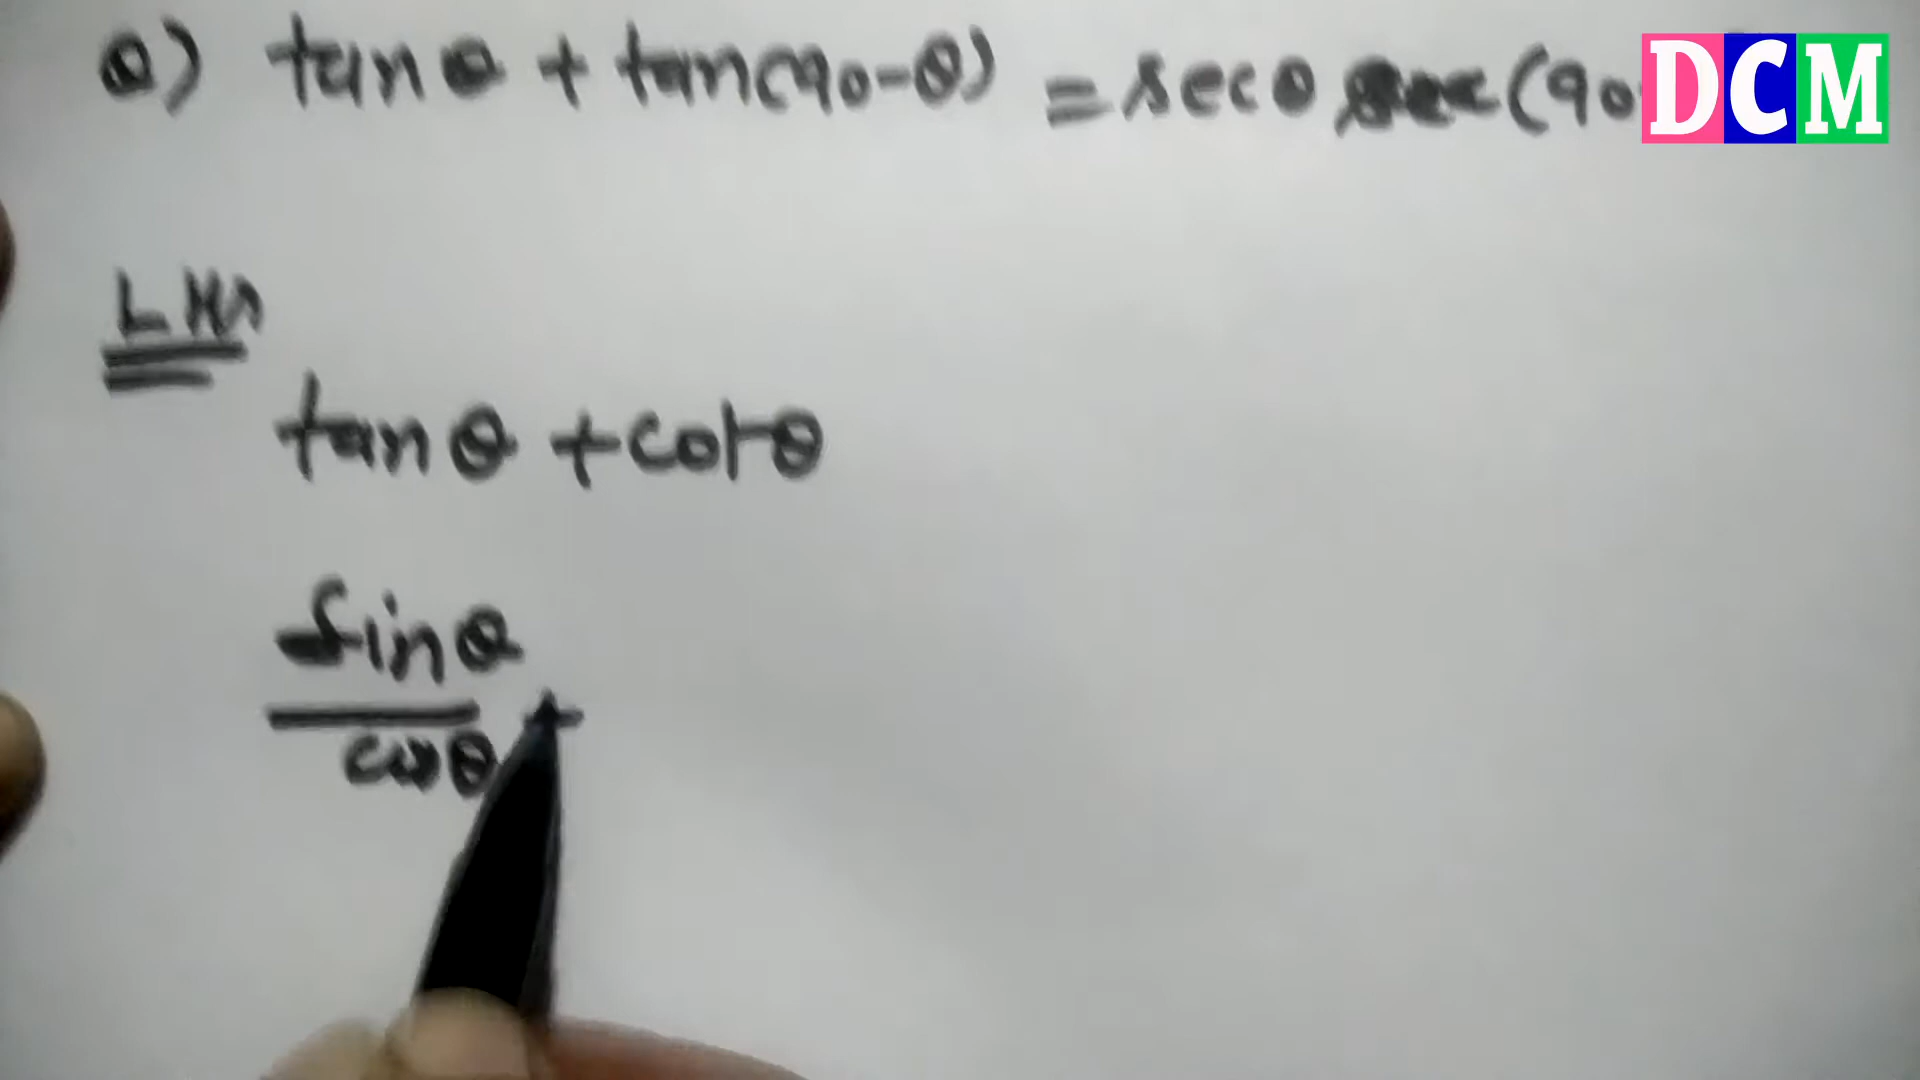 Q) tanθ + tan(90-θ) = secθ sec(90
DCM
LHS
tanθ + cotθ
sinθ
cosθ +